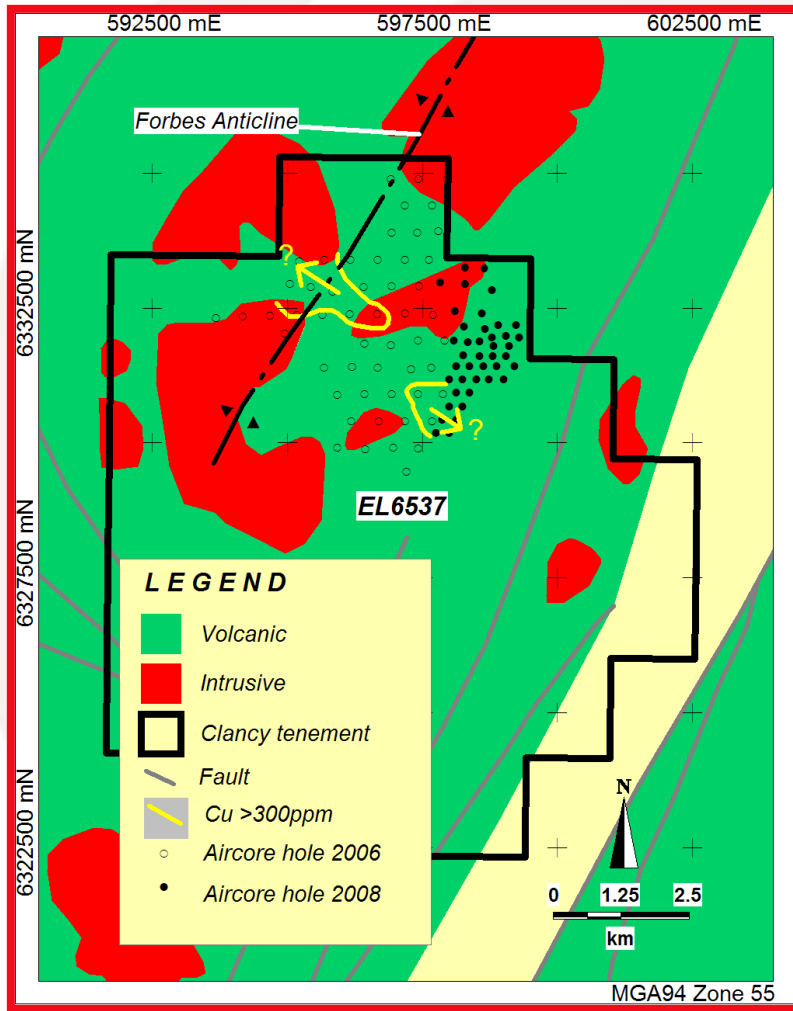 592500 mE 597500 mE 602500 mE
Forbes Anticline
6332500 mN
?
?
EL6537
6327500 mN
LEGEND
Volcanic
Intrusive
Clancy tenement
Fault
Cu >300ppm
Aircore hole 2006
Aircore hole 2008
6322500 mN
N
0 1.25 2.5
km
MGA94 Zone 55